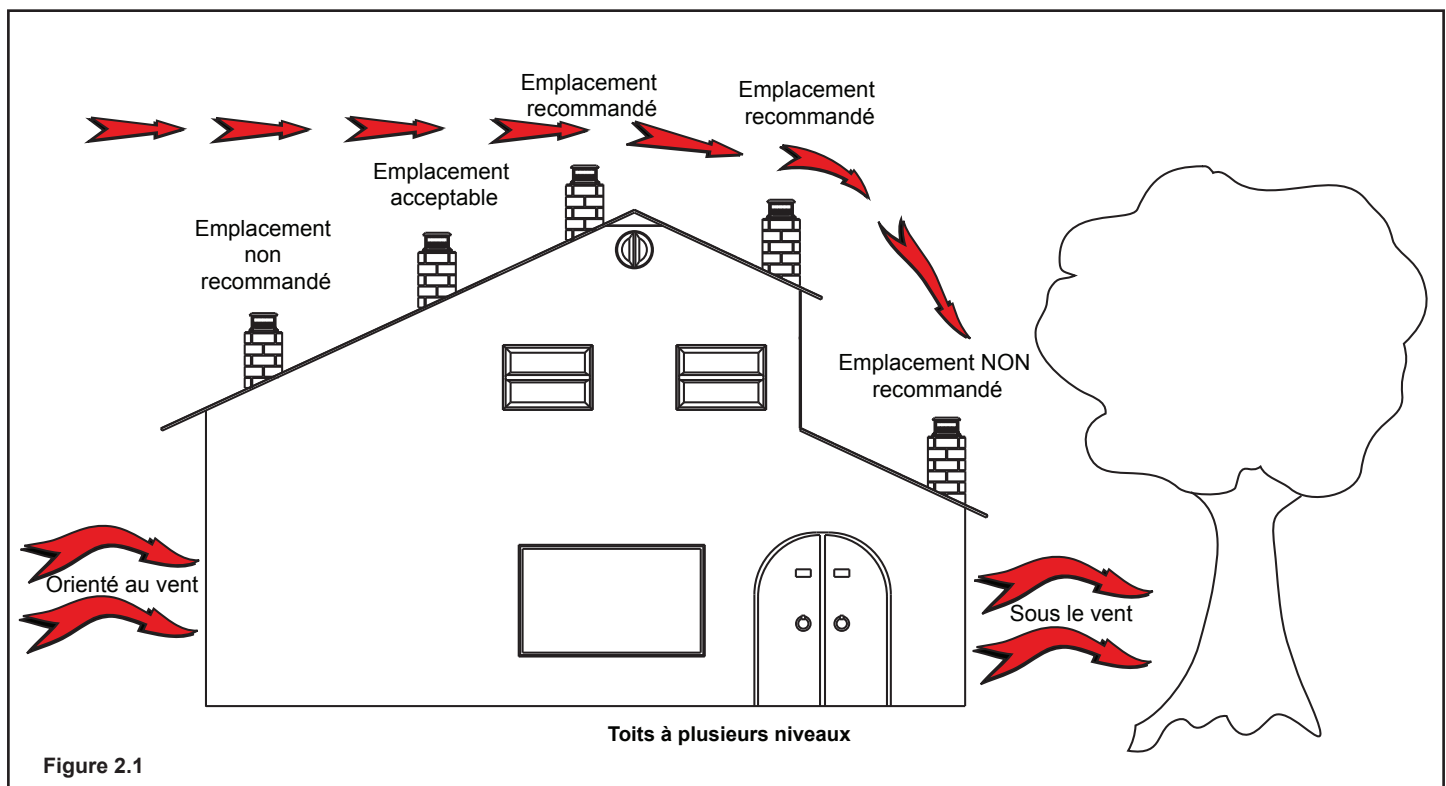 Emplacement
recommandé
Emplacement
recommandé
Emplacement
acceptable
Emplacement
non
recommandé
Emplacement NON
recommandé
Orienté au vent
Sous le vent
Toits à plusieurs niveaux
Figure 2.1